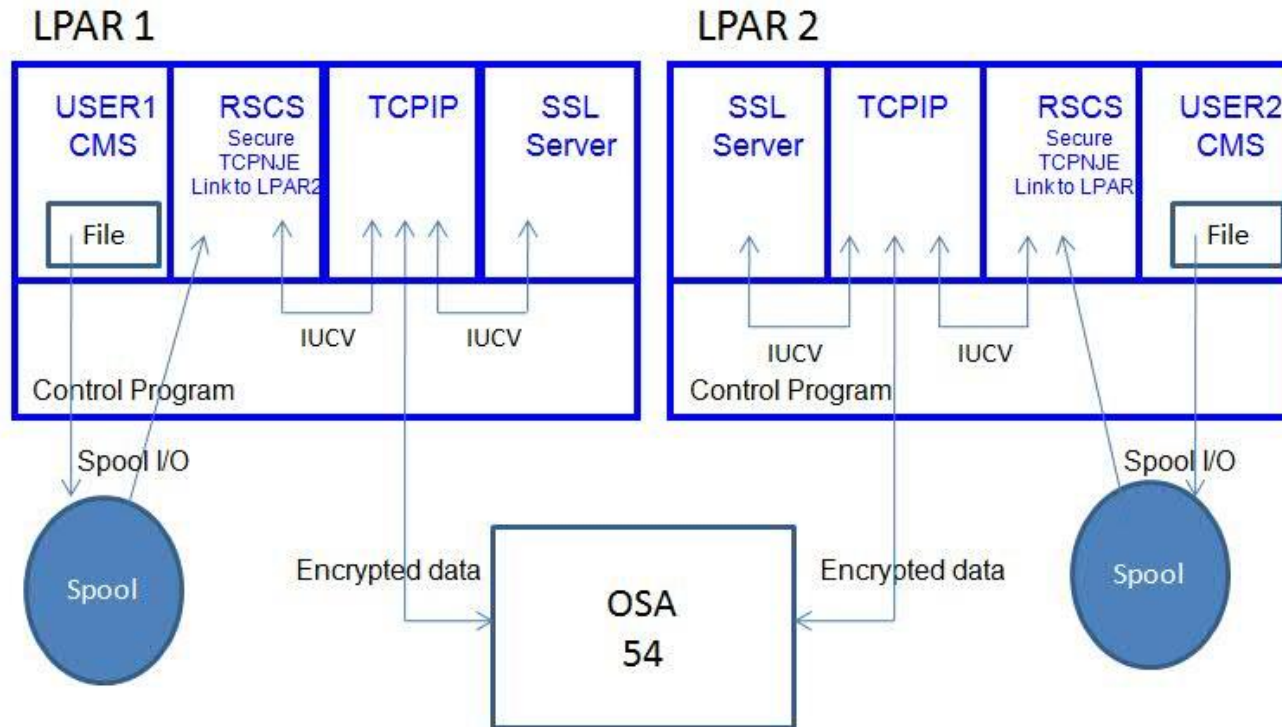 LPAR 1
LPAR 2
USER1
CMS
File
RSCS
Secure
TCPNJE
Link to LPAR2
TCPIP
SSL
Server
SSL
Server
TCPIP
RSCS
Secure
TCPNJE
Link to LPAR
USER2
CMS
File
IUCV
IUCV
IUCV
IUCV
Control Program
Control Program
Spool I/O
Spool I/O
Spool
Encrypted data
Encrypted data
Spool
OSA
54